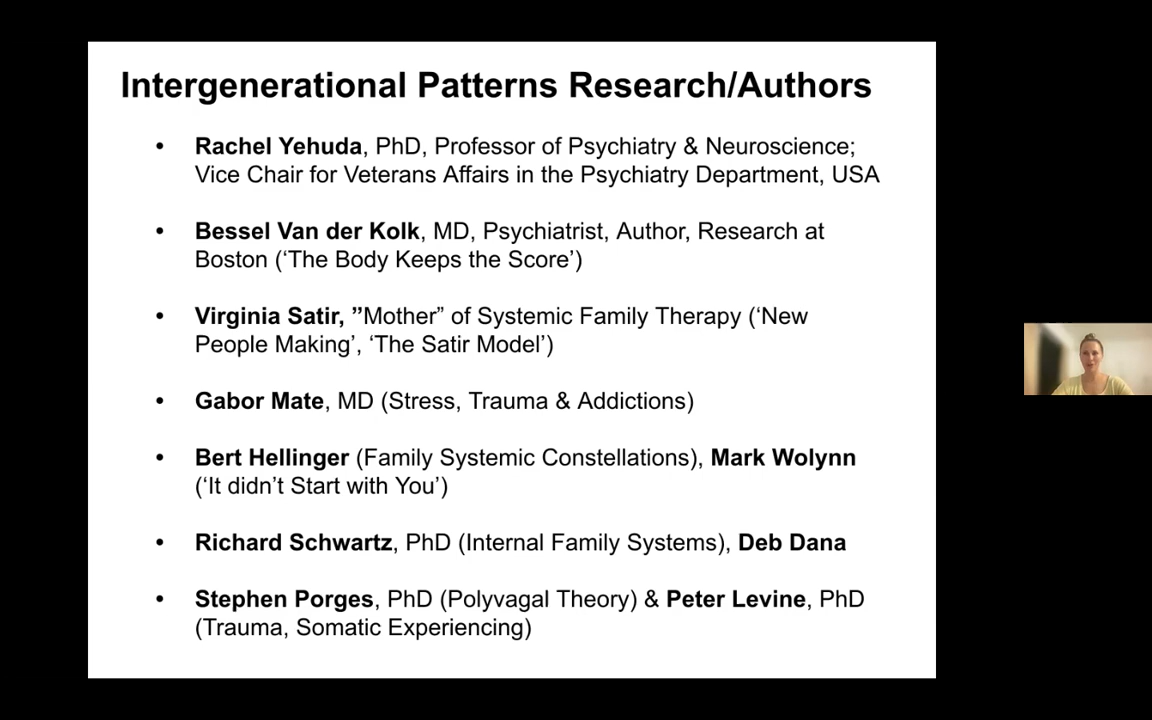 Intergenerational Patterns Research/Authors
• Rachel Yehuda, PhD, Professor of Psychiatry & Neuroscience;
Vice Chair for Veterans Affairs in the Psychiatry Department, USA
• Bessel Van der Kolk, MD, Psychiatrist, Author, Research at
Boston (‘The Body Keeps the Score’)
• Virginia Satir, ”Mother” of Systemic Family Therapy (‘New
People Making’, ‘The Satir Model’)
• Gabor Mate, MD (Stress, Trauma & Addictions)
• Bert Hellinger (Family Systemic Constellations), Mark Wolynn
(‘It didn’t Start with You’)
• Richard Schwartz, PhD (Internal Family Systems), Deb Dana
• Stephen Porges, PhD (Polyvagal Theory) & Peter Levine, PhD
(Trauma, Somatic Experiencing)